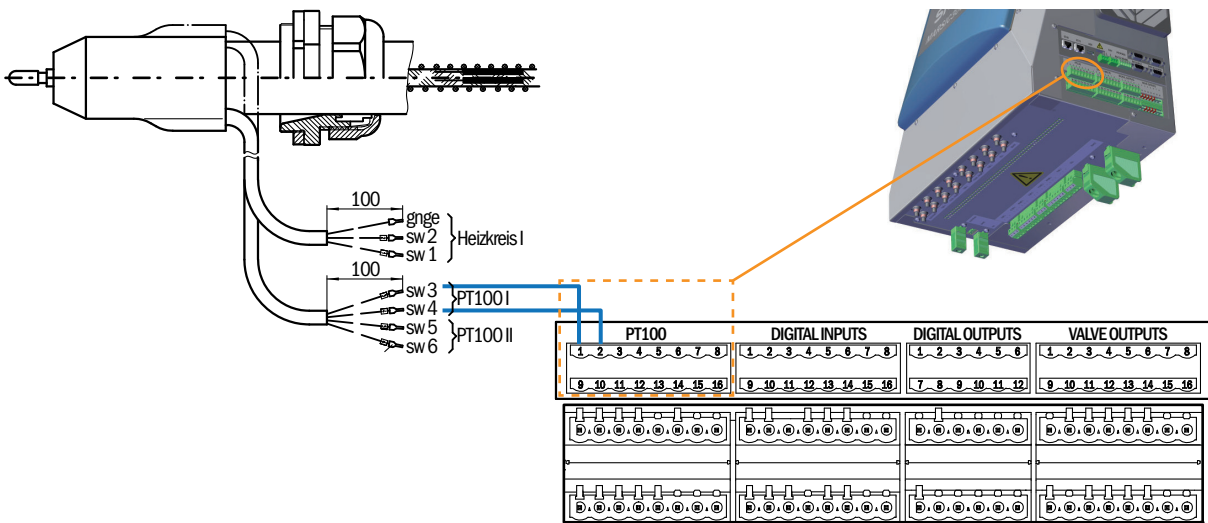 100
gnge
sw 2
Heizkreis I
sw 1
100
sw 3
PT100 I
sw 4
sw 5
PT100 II
sw 6
PT100 DIGITAL INPUTS DIGITAL OUTPUTS VALVE OUTPUTS
1 2 3 4 5 6 7 8 1 2 3 4 5 6 7 8 1 2 3 4 5 6 1 2 3 4 5 6 7 8
9 10 11 12 13 14 15 16 9 10 11 12 13 14 15 16 7 8 9 10 11 12 9 10 11 12 13 14 15 16